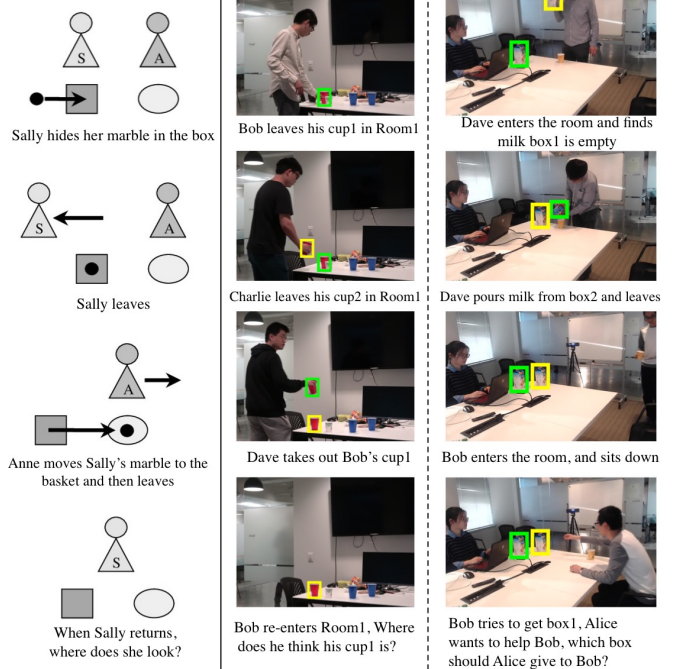 S
A
Sally hides her marble in the box
S
A
Sally leaves
A
Anne moves Sally's marble to the
basket and then leaves
S
When Sally returns,
where does she look?
Bob leaves his cup1 in Room1
Charlie leaves his cup2 in Room1
Dave takes out Bob's cup1
Bob re-enters Room1, Where
does he think his cup1 is?
Dave enters the room and finds
milk box1 is empty
Dave pours milk from box2 and leaves
Bob enters the room, and sits down
Bob tries to get box1, Alice
wants to help Bob, which box
should Alice give to Bob?